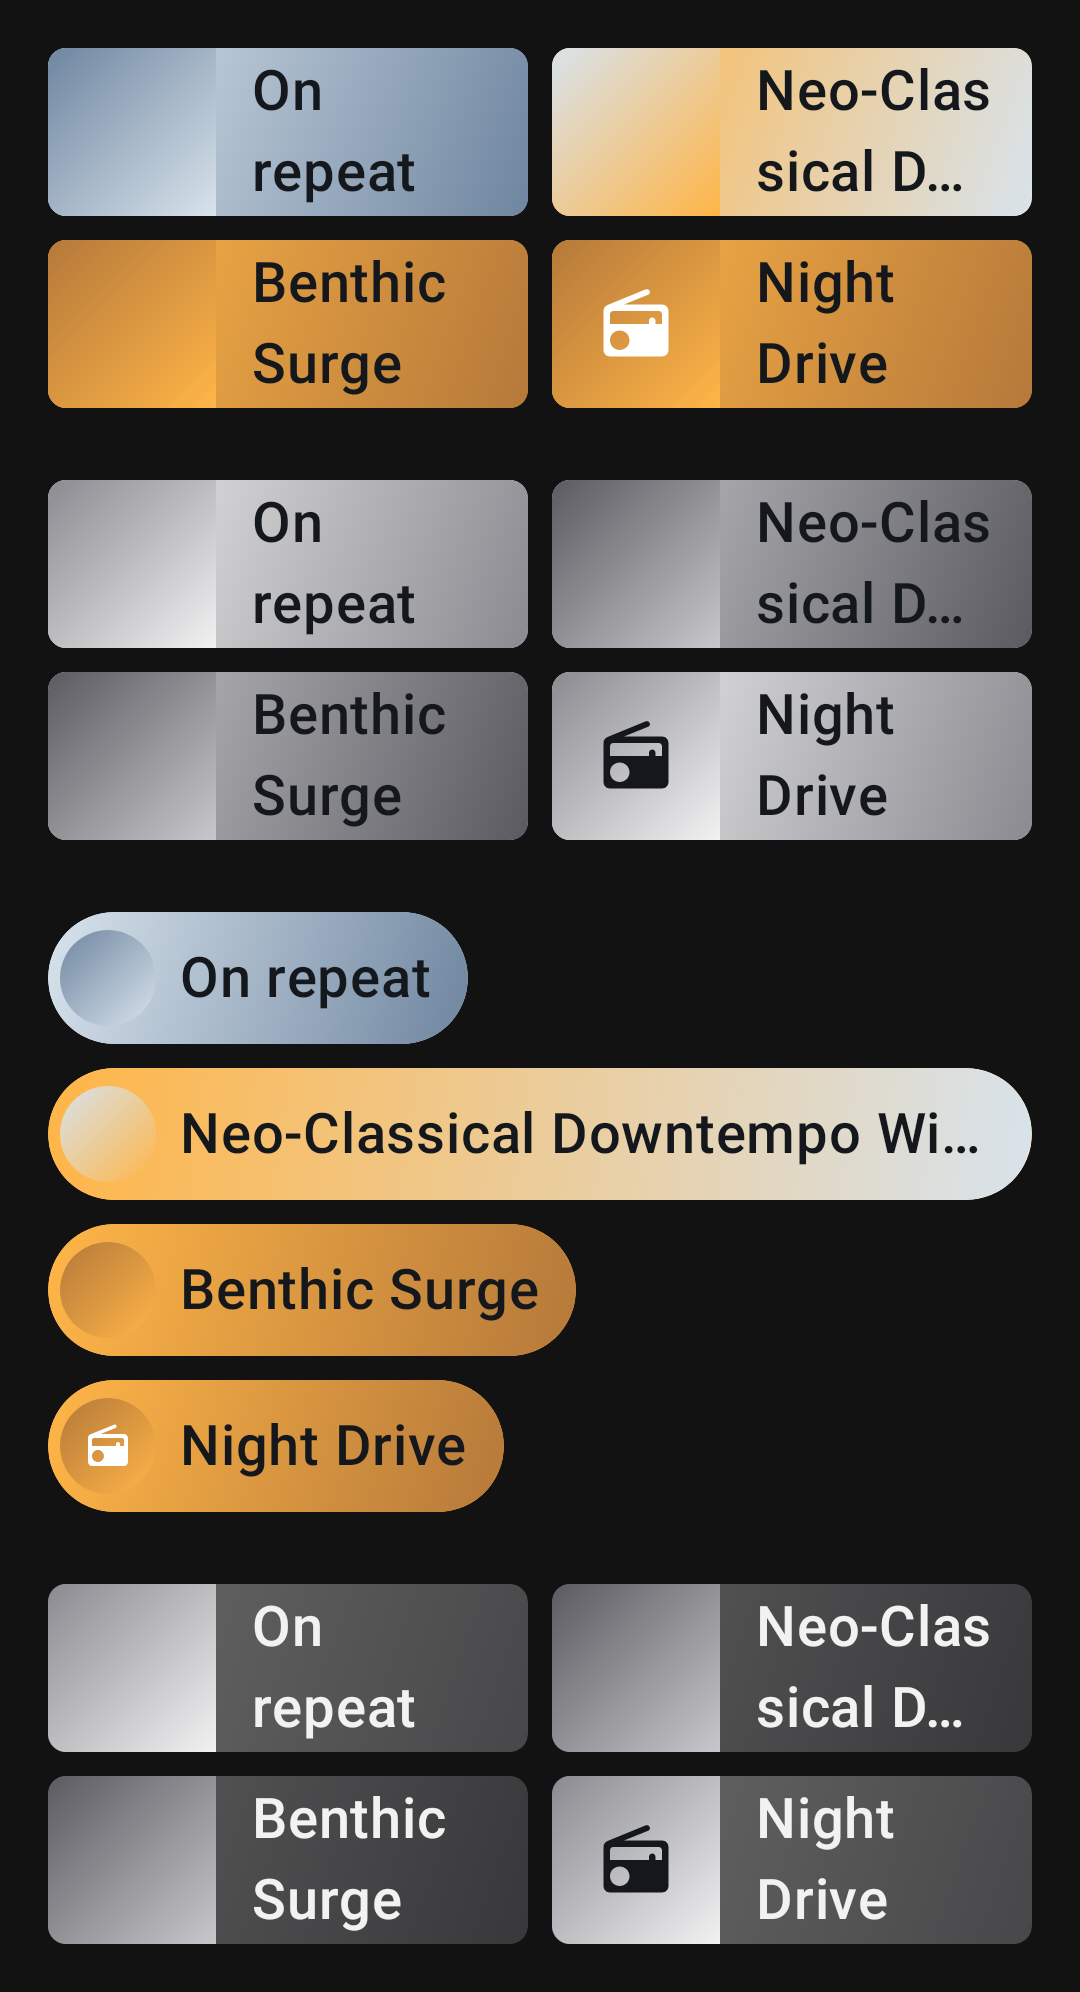 On
repeat
Neo-Clas
sical D...
Benthic
Surge
Night
Drive
On
repeat
Neo-Clas
sical D...
Benthic
Surge
Night
Drive
On repeat
Neo-Classical Downtempo Wi...
Benthic Surge
Night Drive
On
repeat
Neo-Clas
sical D...
Benthic
Surge
Night
Drive